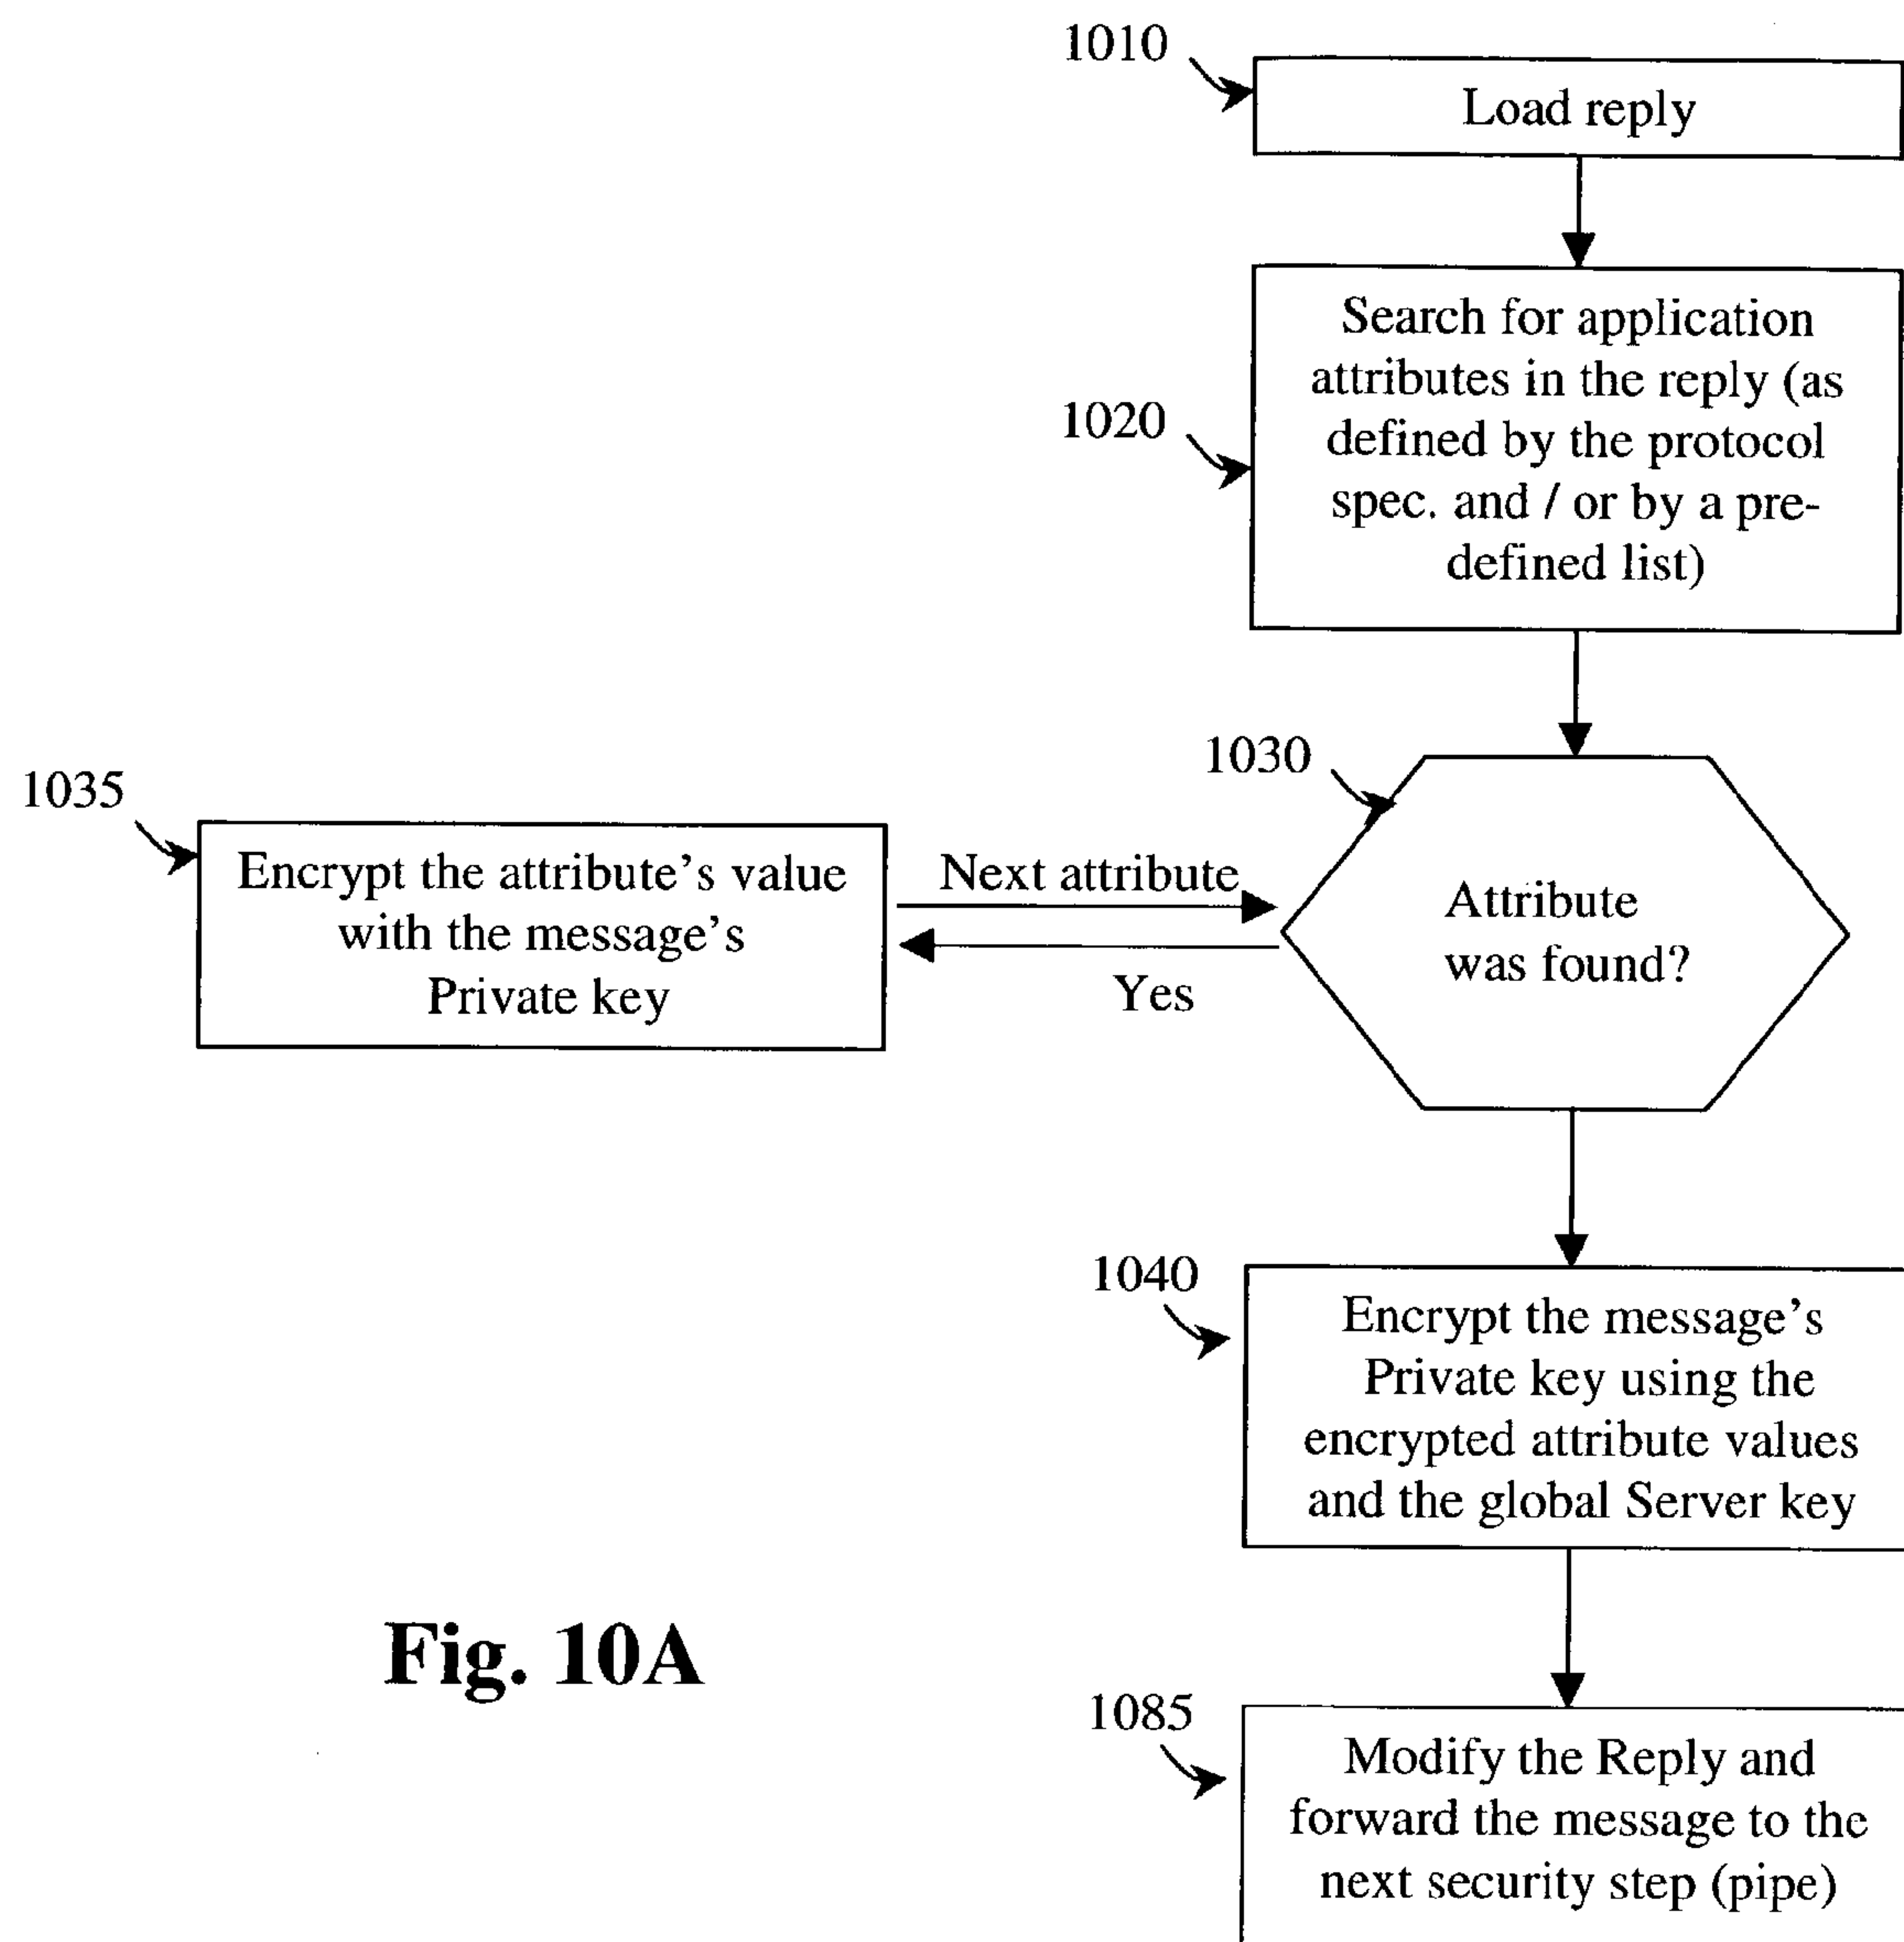 1010
Load reply
Search for application
attributes in the reply (as
defined by the protocol
spec. and / or by a pre-
defined list)
1020
1030
Attribute
was found?
1035
Encrypt the attribute's value
with the message's
Private key
Next attribute
Yes
1040
Encrypt the message's
Private key using the
encrypted attribute values
and the global Server key
1085
Modify the Reply and
forward the message to the
next security step (pipe)
Fig. 10A